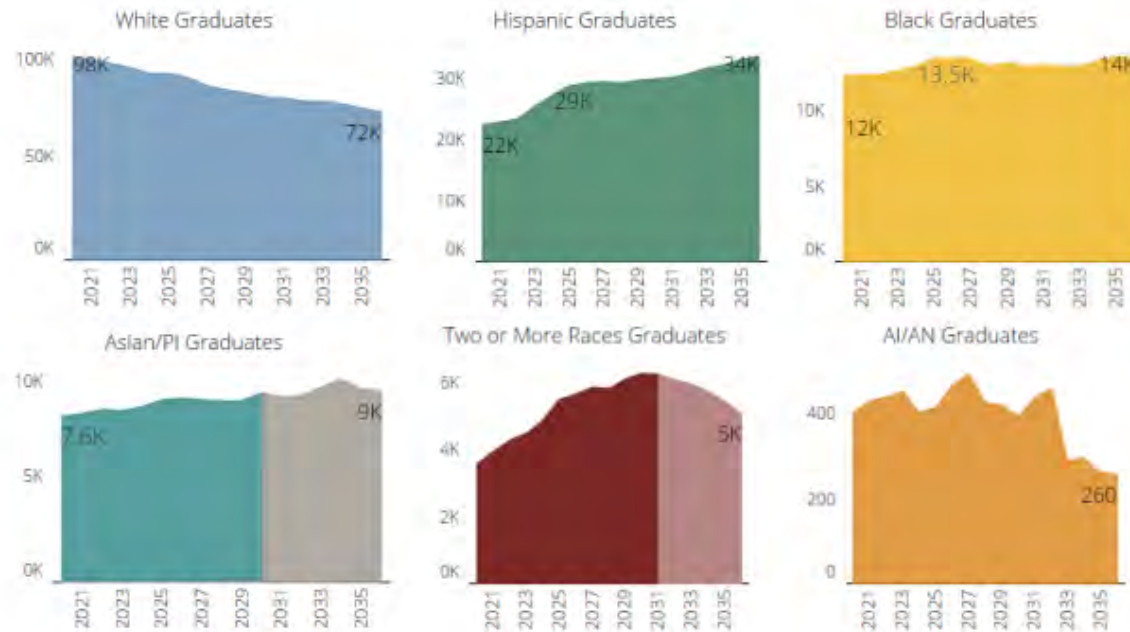 White Graduates
100K
98K
50K
72K
0K
2021
2023
2025
2027
2029
2031
2033
2035
Hispanic Graduates
30K
34K
29K
20K
22K
10K
0K
2021
2023
2025
2027
2029
2031
2033
2035
Black Graduates
14K
13.5K
10K
12K
5K
0K
2021
2023
2025
2027
2029
2031
2033
2035
Asian/PI Graduates
10K
9K
7.6K
5K
0K
2021
2023
2025
2027
2029
2031
2033
2035
Two or More Races Graduates
6K
5K
4K
2K
0K
2021
2023
2025
2027
2029
2031
2033
2035
AI/AN Graduates
400
200
260
0
2021
2023
2025
2027
2029
2031
2033
2035